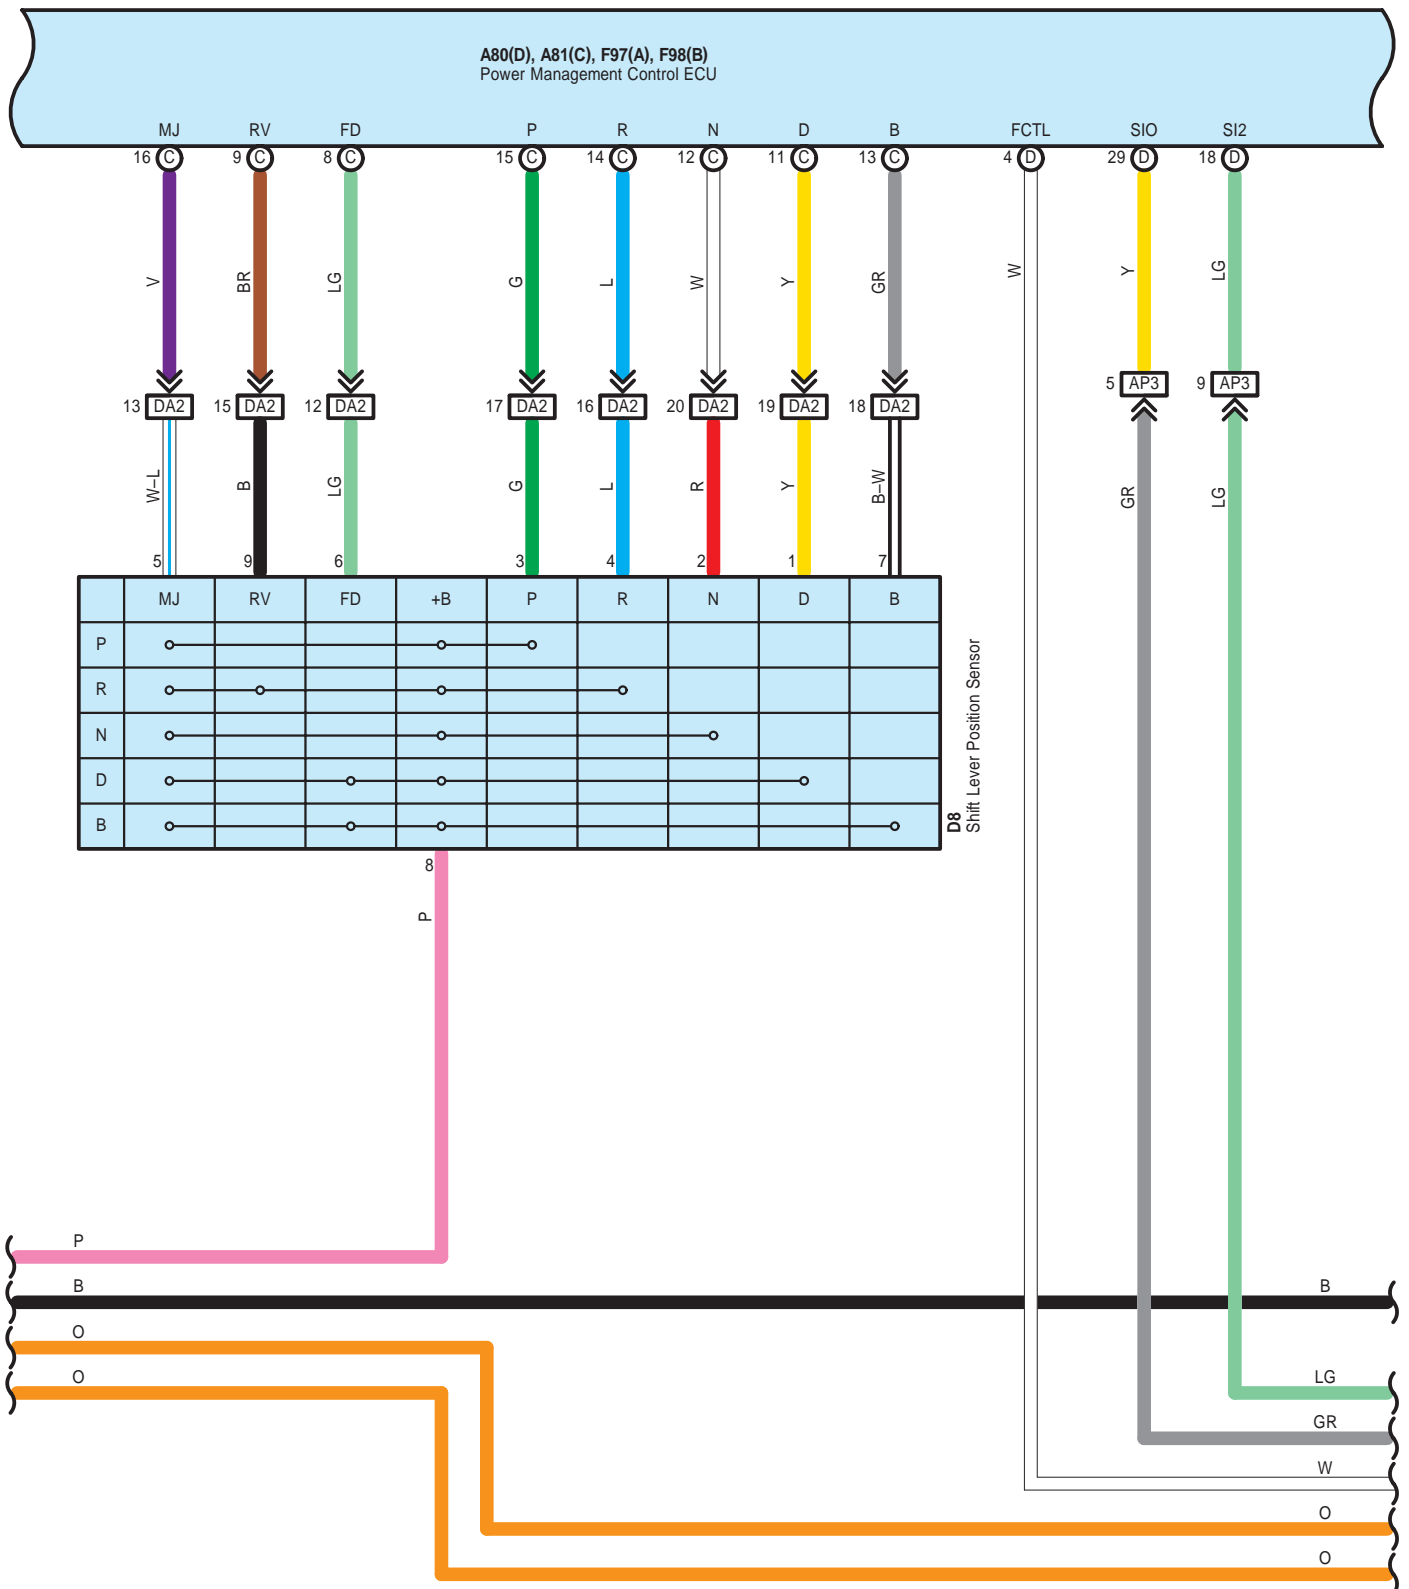 A80(D), A81(C), F97(A), F98(B)
Power Management Control ECU
MJ RV FD P R N D B FCTL SIO SI2
16 C 9 C 8 C 15 C 14 C 12 C 11 C 13 C 4 D 29 D 18 D
V BR LG G L W Y GR W Y LG
5 AP3 9 AP3
13 DA2 15 DA2 12 DA2 17 DA2 16 DA2 20 DA2 19 DA2 18 DA2
W–L B LG G L R Y B–W GR LG
5 9 6 3 4 2 1 7
MJ RV FD +B P R N D B
P
R
N
D
B
D8
Shift Lever Position Sensor
8
P
P
B B
O
O LG
GR
W
O
O